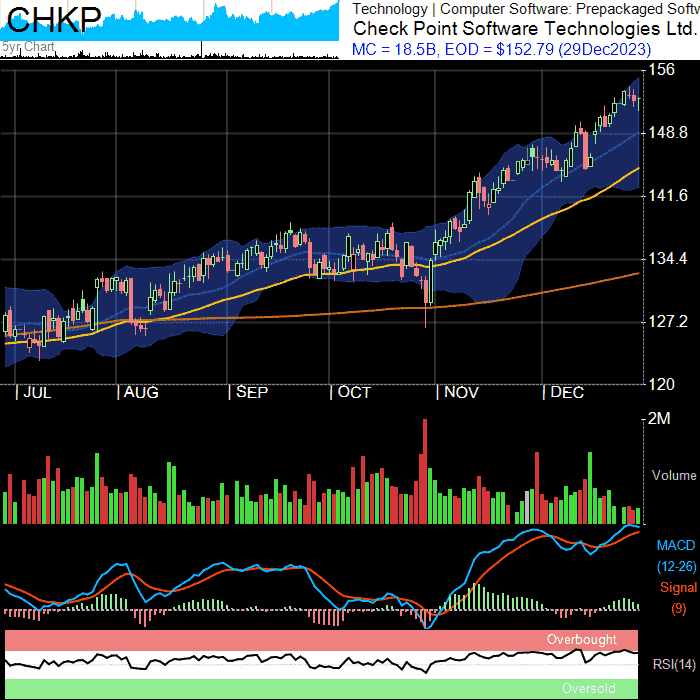 CHKP
5yr Chart
Technology | Computer Software: Prepackaged Softw
Check Point Software Technologies Ltd.
MC = 18.5B, EOD = $152.79 (29Dec2023)
156
148.8
141.6
134.4
127.2
120
JUL AUG SEP OCT NOV DEC
2M
Volume
MACD
(12-26)
Signal
(9)
Overbought
RSI(14)
Oversold